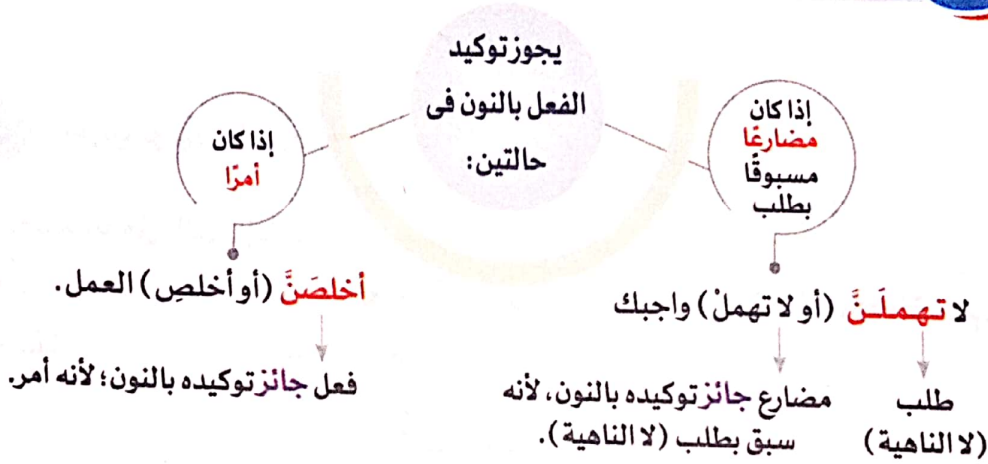 يجوز توكيد
الفعل بالنون فى
حالتين:
إذا كان
مضارعًا
مسبوقًا
بطلب
إذا كان
أمرًا
لا تهملَنَّ (أو لا تهملْ) واجبك
طلب
(لا الناهية)
مضارع جائز توكيده بالنون، لأنه
سبق بطلب (لا الناهية).
أخلصَنَّ (أو أخلصِ) العمل.
فعل جائز توكيده بالنون؛ لأنه أمر.